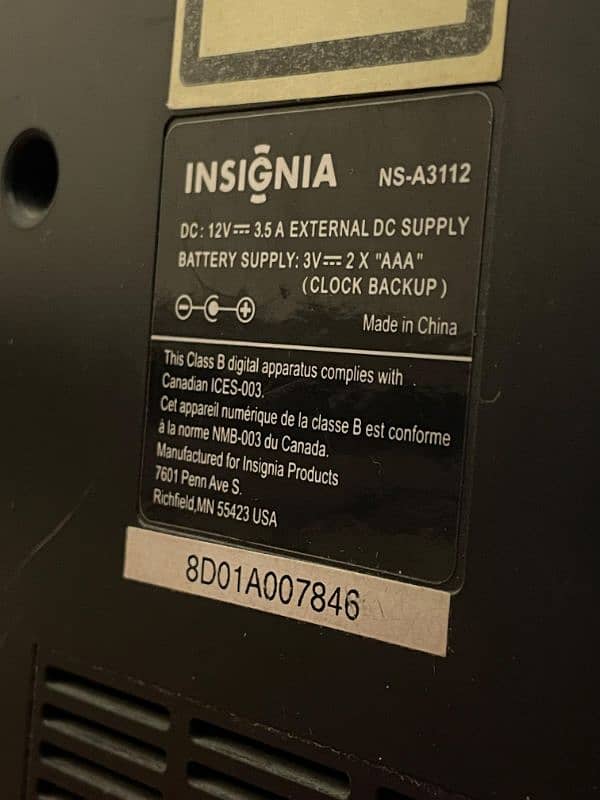 INSIGNIA NS-A3112
DC: 12V⎓ 3.5 A EXTERNAL DC SUPPLY
BATTERY SUPPLY: 3V⎓ 2 X "AAA"
(CLOCK BACKUP)
Made in China
This Class B digital apparatus complies with
Canadian ICES-003.
Cet appareil numérique de la classe B est conforme
à la norme NMB-003 du Canada.
Manufactured for Insignia Products
7601 Penn Ave S.
Richfield,MN 55423 USA
8D01A007846